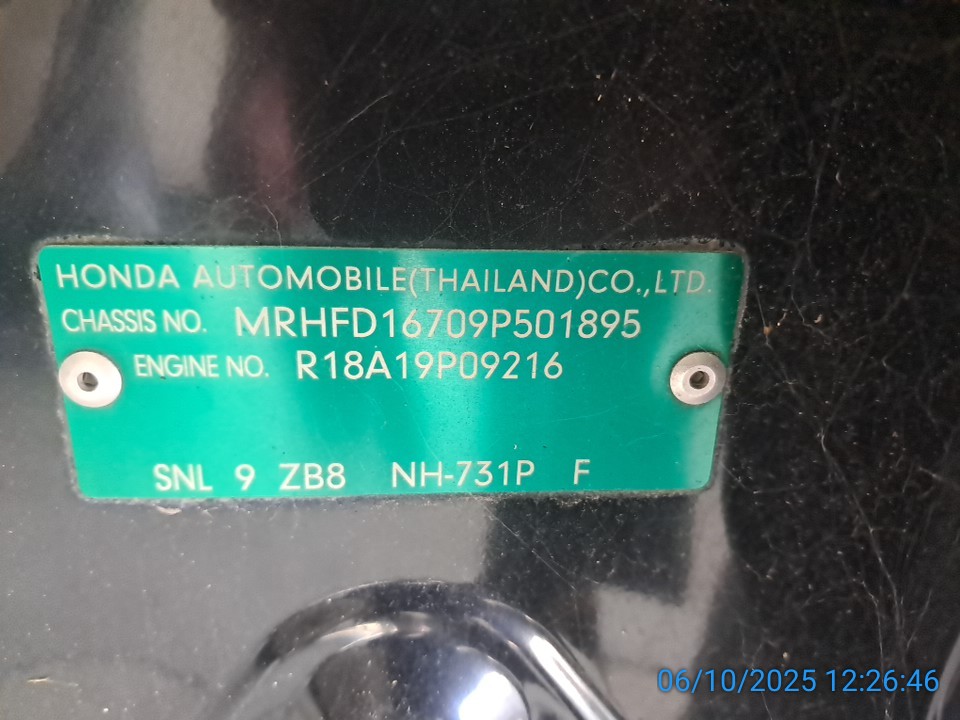 HONDA AUTOMOBILE(THAILAND)CO.,LTD.
CHASSIS NO. MRHFD16709P501895
ENGINE NO. R18A19P09216
SNL 9 ZB8 NH-731P F
06/10/2025 12:26:46